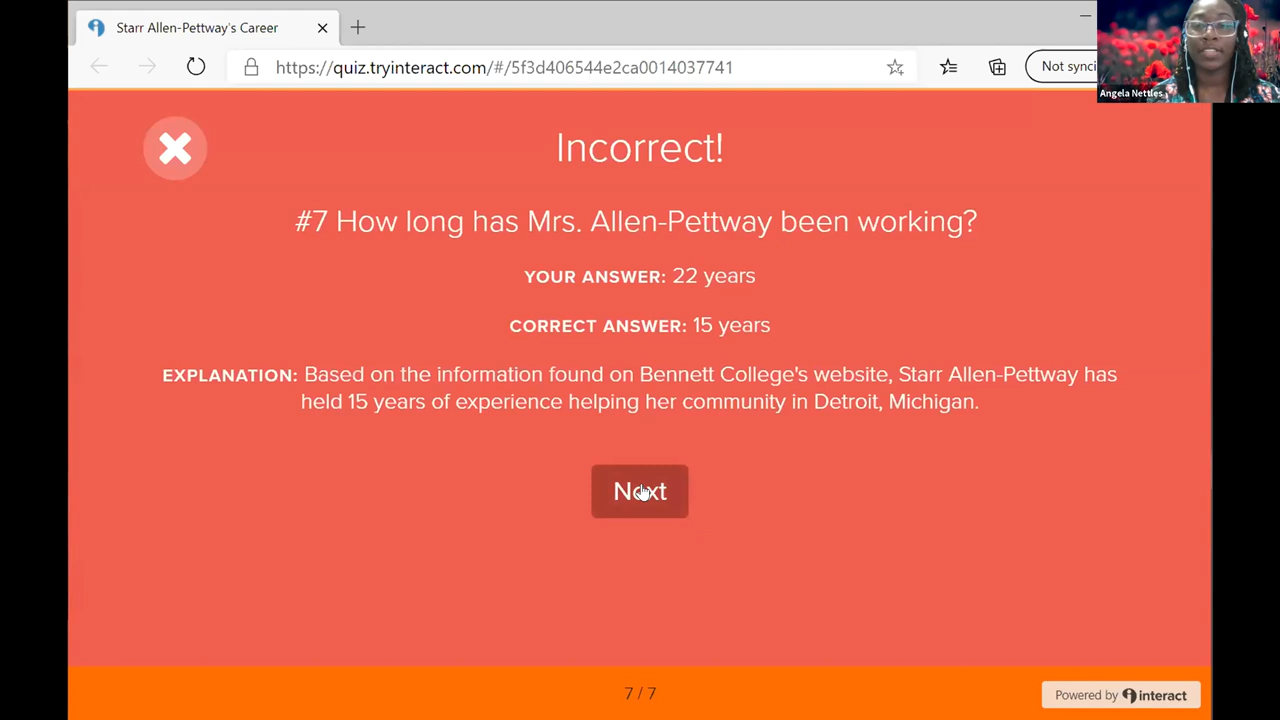 Starr Allen-Pettway's Career
https://quiz.tryinteract.com/#/5f3d406544e2ca0014037741
Not synci
Angela Nettles
Incorrect!
#7 How long has Mrs. Allen-Pettway been working?
YOUR ANSWER: 22 years
CORRECT ANSWER: 15 years
EXPLANATION: Based on the information found on Bennett College's website, Starr Allen-Pettway has
held 15 years of experience helping her community in Detroit, Michigan.
Next
7 / 7
Powered by interact